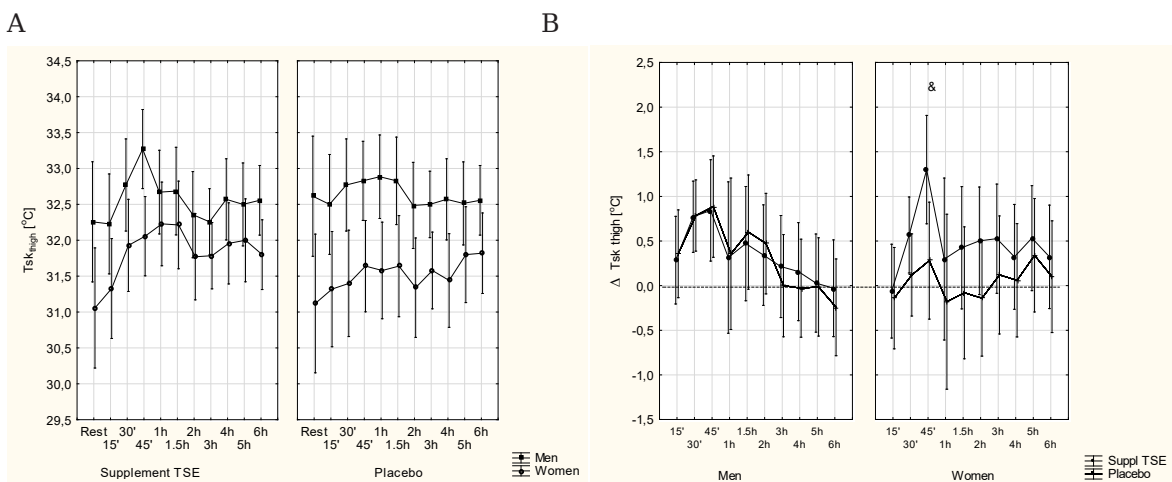 A
B
34,5
34,0
33,5
33,0
32,5
32,0
31,5
31,0
30,5
30,0
29,5
Tsk thigh [°C]
Rest 30' 1h 2h 4h 6h
15' 45' 1.5h 3h 5h
Supplement TSE
Rest 30' 1h 2h 3h 4h 6h
15' 45' 1.5h 3h 5h
Placebo
Men
Women
2,5
2,0
1,5
1,0
0,5
0,0
-0,5
-1,0
-1,5
Δ Tsk thigh [°C]
&
15' 45' 1.5h 3h 5h
30' 1h 2h 4h 6h
Men
15' 45' 1.5h 3h 5h
30' 1h 2h 4h 6h
Women
Suppl TSE
Placebo